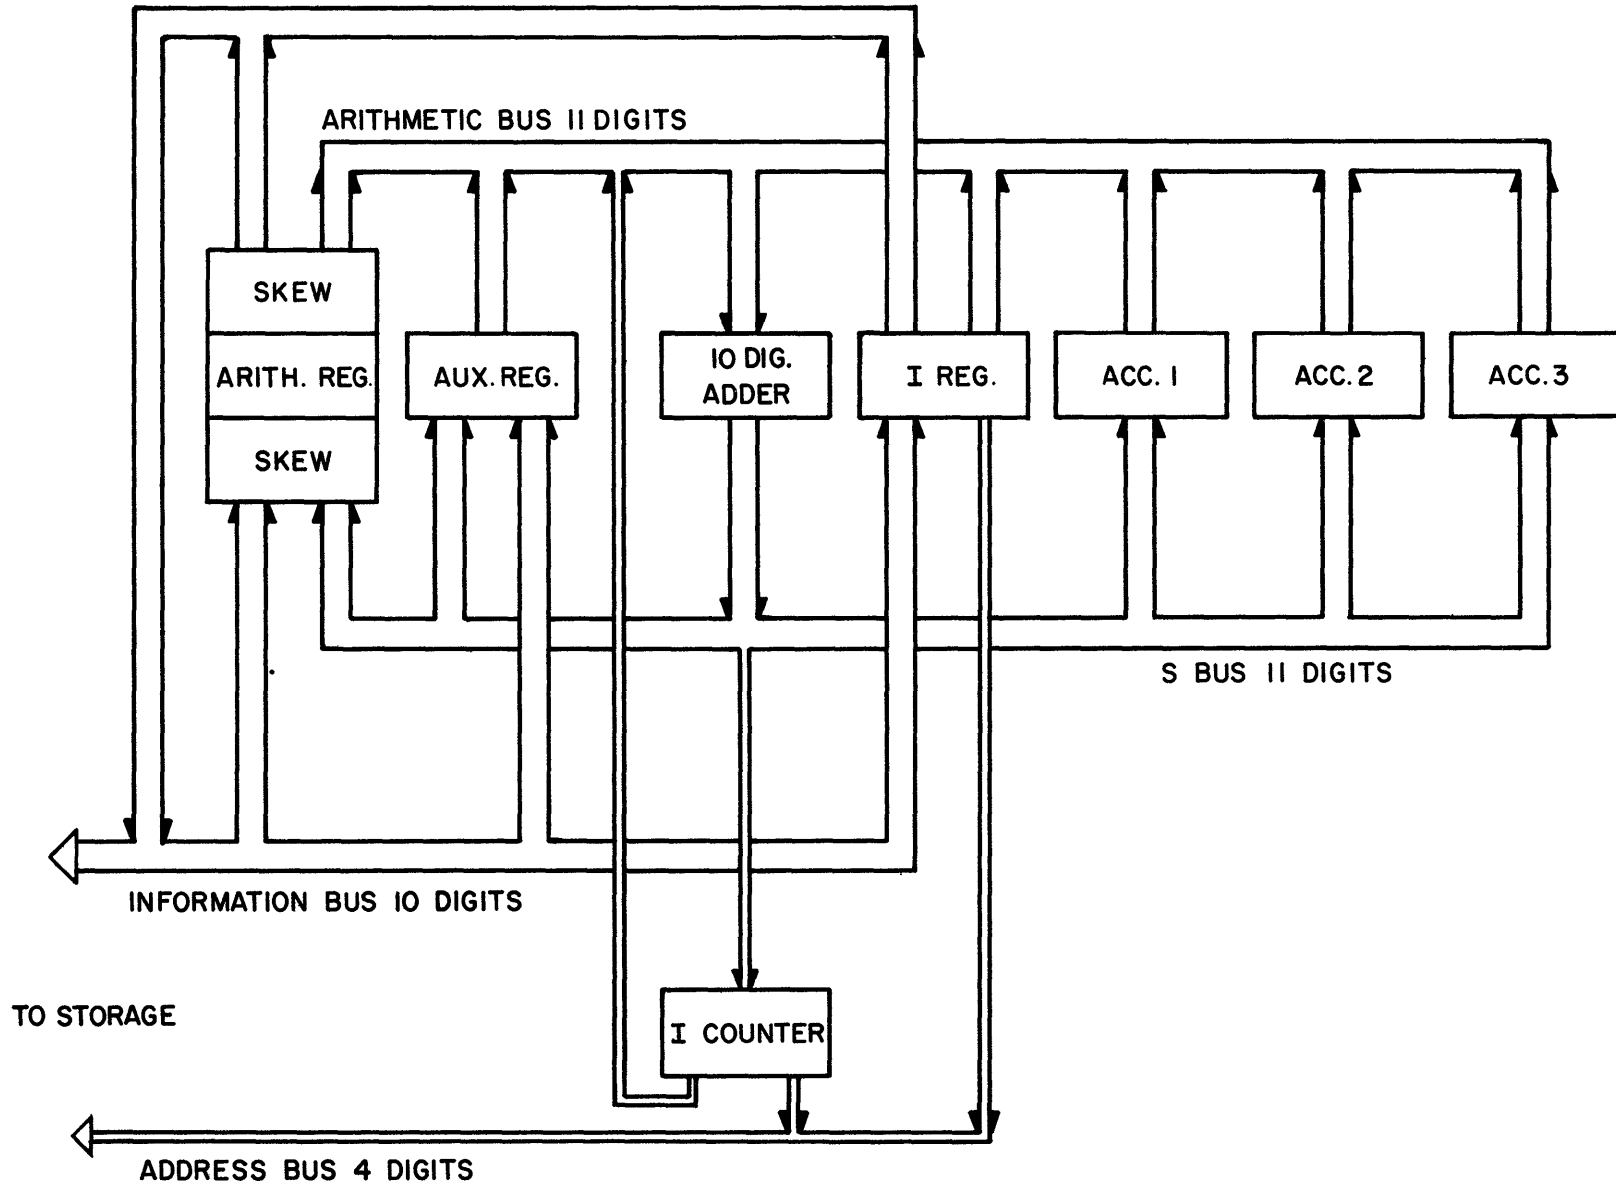 ARITHMETIC BUS 11 DIGITS
SKEW
ARITH. REG.
SKEW
AUX. REG.
10 DIG.
ADDER
I REG.
ACC. 1
ACC. 2
ACC. 3
S BUS 11 DIGITS
INFORMATION BUS 10 DIGITS
TO STORAGE
I COUNTER
ADDRESS BUS 4 DIGITS